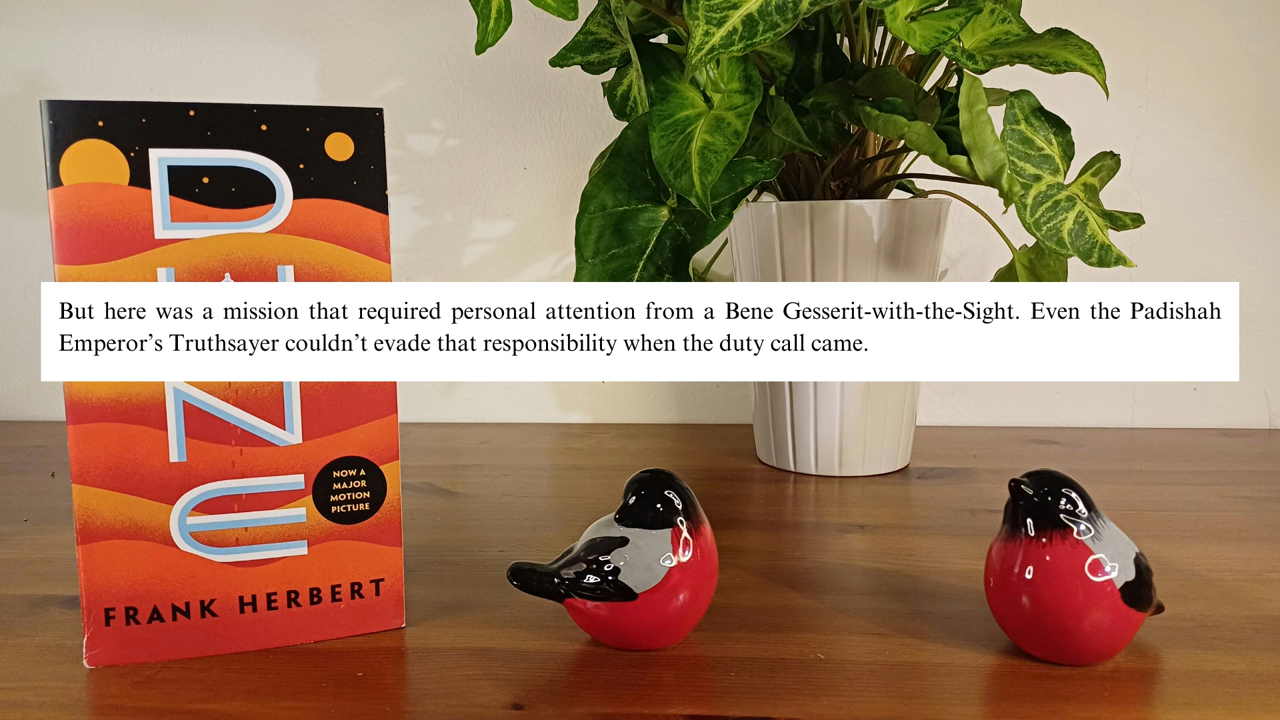 DUNE
But here was a mission that required personal attention from a Bene Gesserit-with-the-Sight. Even the Padishah
Emperor’s Truthsayer couldn’t evade that responsibility when the duty call came.
NOW A
MAJOR
MOTION
PICTURE
FRANK HERBERT